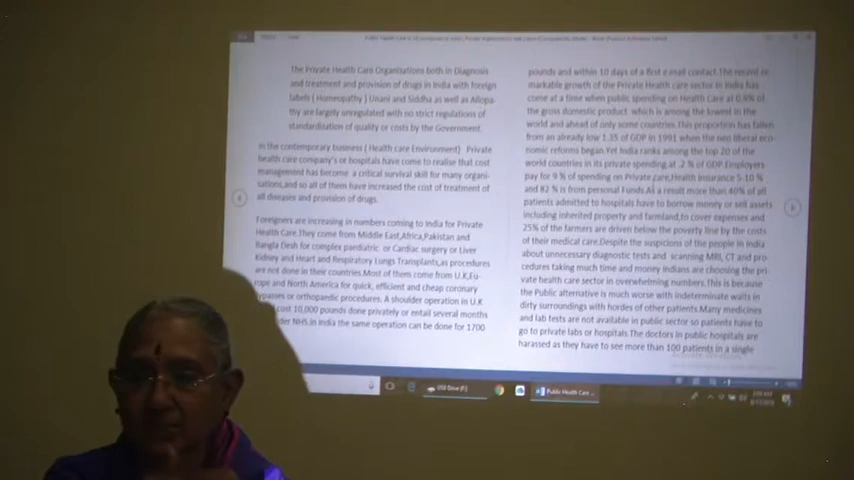 The Private Health Care Organisations both in Diagnosis
and treatment and provision of drugs in India with foreign
labels ( Homeopathy ) Unani and Siddha as well as Allopa-
thy are largely unregulated with no strict regulations of
standardisation of quality or costs by the Government.
In the contemporary business ( Health care Environment) Private
health care company's or hospitals have come to realise that cost
management has become a critical survival skill for many organi-
sations,and so all of them have increased the cost of treatment of
all diseases and provision of drugs.
Foreigners are increasing in numbers coming to India for Private
Health Care.They come from Middle East,Africa,Pakistan and
Bangla Desh for complex paediatric or Cardiac surgery or Liver
Kidney and Heart and Respiratory Lungs Transplants,as procedures
are not done in their countries.Most of them come from U.K,Eu-
rope and North America for quick, efficient and cheap coronary
bypasses or orthopaedic procedures. A shoulder operation in U.K
cost 10,000 pounds done privately or entail several months
under NHS.In India the same operation can be done for 1700
pounds and within 10 days of a first e.mail contact.The recent re-
markable growth of the Private Health care sector in India has
come at a time when public spending on Health Care at 0.9% of
the gross domestic product which is among the lowest in the
world and ahead of only some countries.This proportion has fallen
from an already low 1.35 of GDP in 1991 when the neo liberal eco-
nomic reforms began.Yet India ranks among the top 20 of the
world countries in its private spending,at .2 % of GDP.Employers
pay for 9 % of spending on Private ,care,Health Insurance 5-10 %
and 82 % is from personal Funds.As a result more than 40% of all
patients admitted to hospitals have to borrow money or sell assets
including inherited property and farmland,to cover expenses and
25% of the farmers are driven below the poverty line by the costs
of their medical care.Despite the suspicions of the people in India
about unnecessary diagnostic tests and scanning MRI, CT and pro
cedures taking much time and money Indians are choosing the pri-
vate health care sector in overwhelming numbers.This is because
the Public alternative is much worse with indeterminate waits in
dirty surroundings with hordes of other patients.Many medicines
and lab tests are not available in public sector so patients have to
go to private labs or hospitals.The doctors in public hospitals are
harassed as they have to see more than 100 patients in a single
USB Drive (F:)
Public Health Care ...